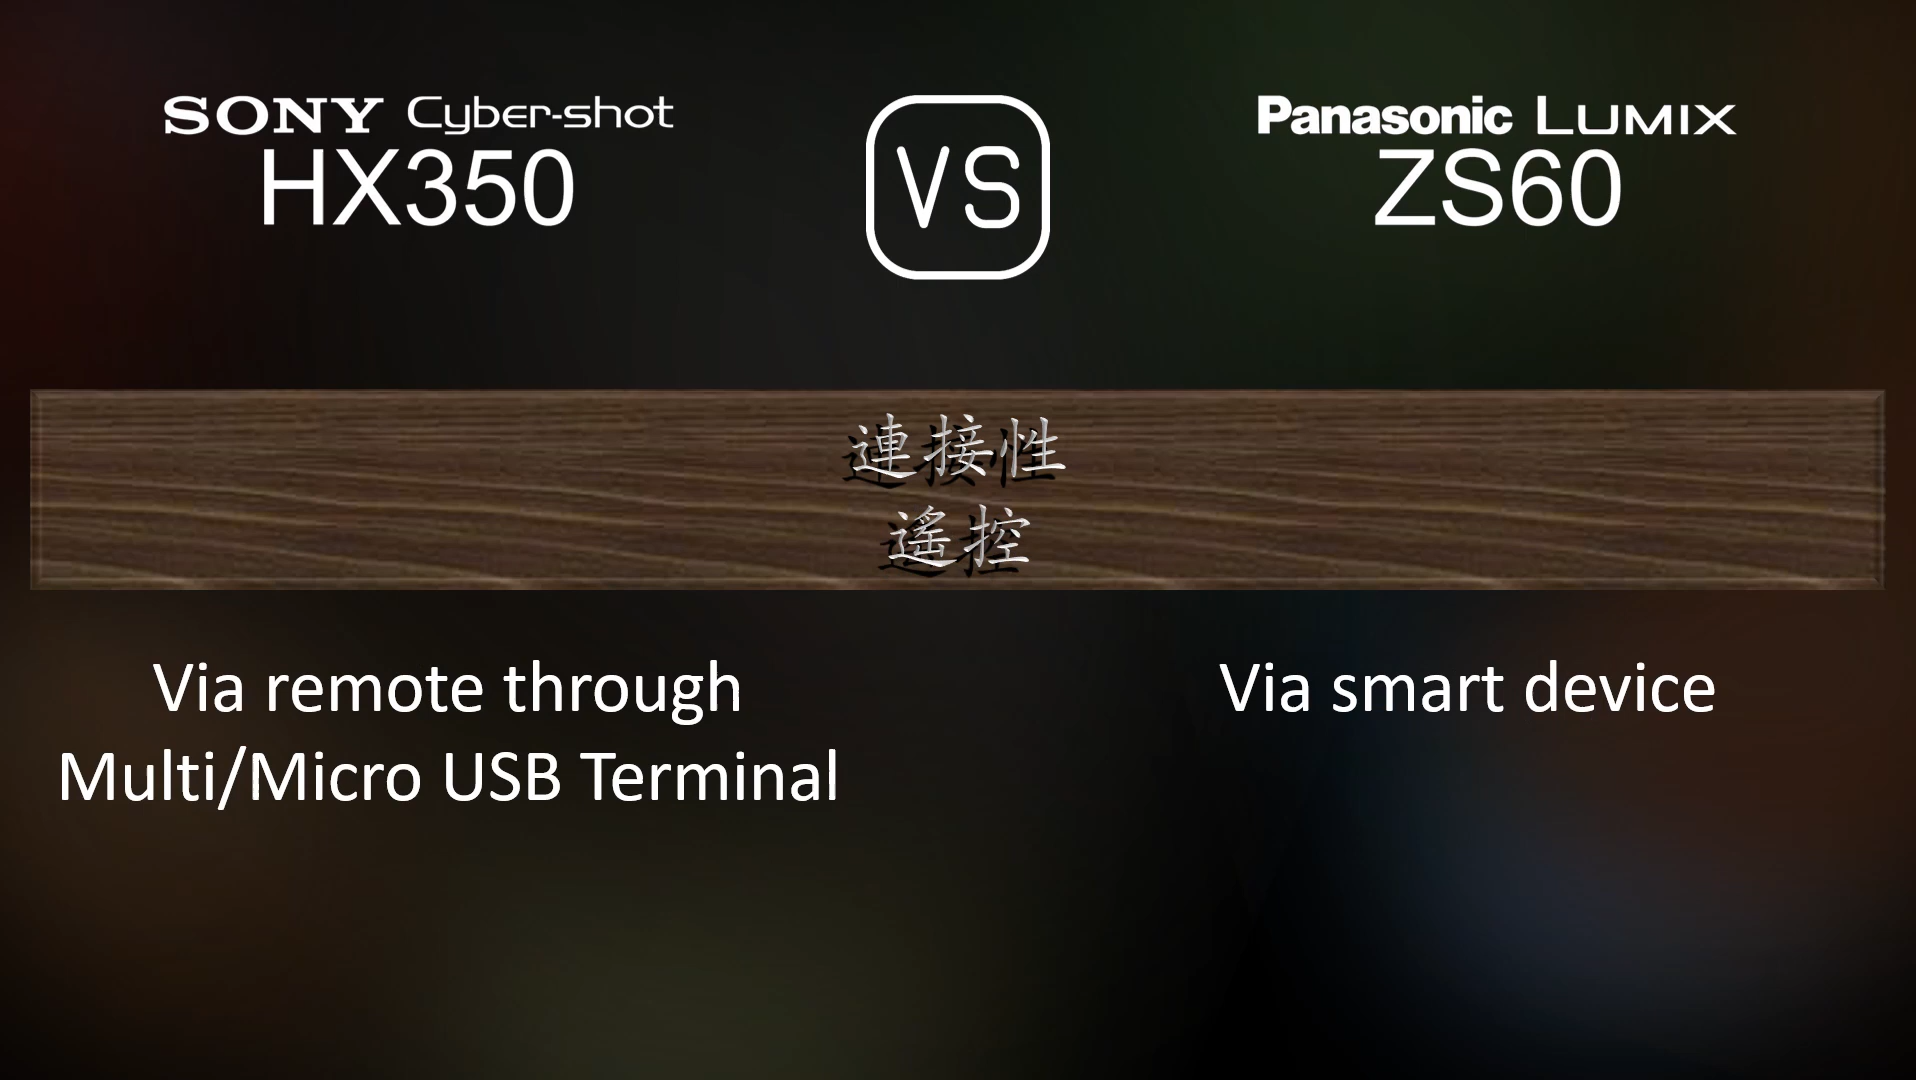 SONY Cyber-shot
HX350
VS
Panasonic LUMIX
ZS60
連接性
遙控
Via remote through
Multi/Micro USB Terminal
Via smart device